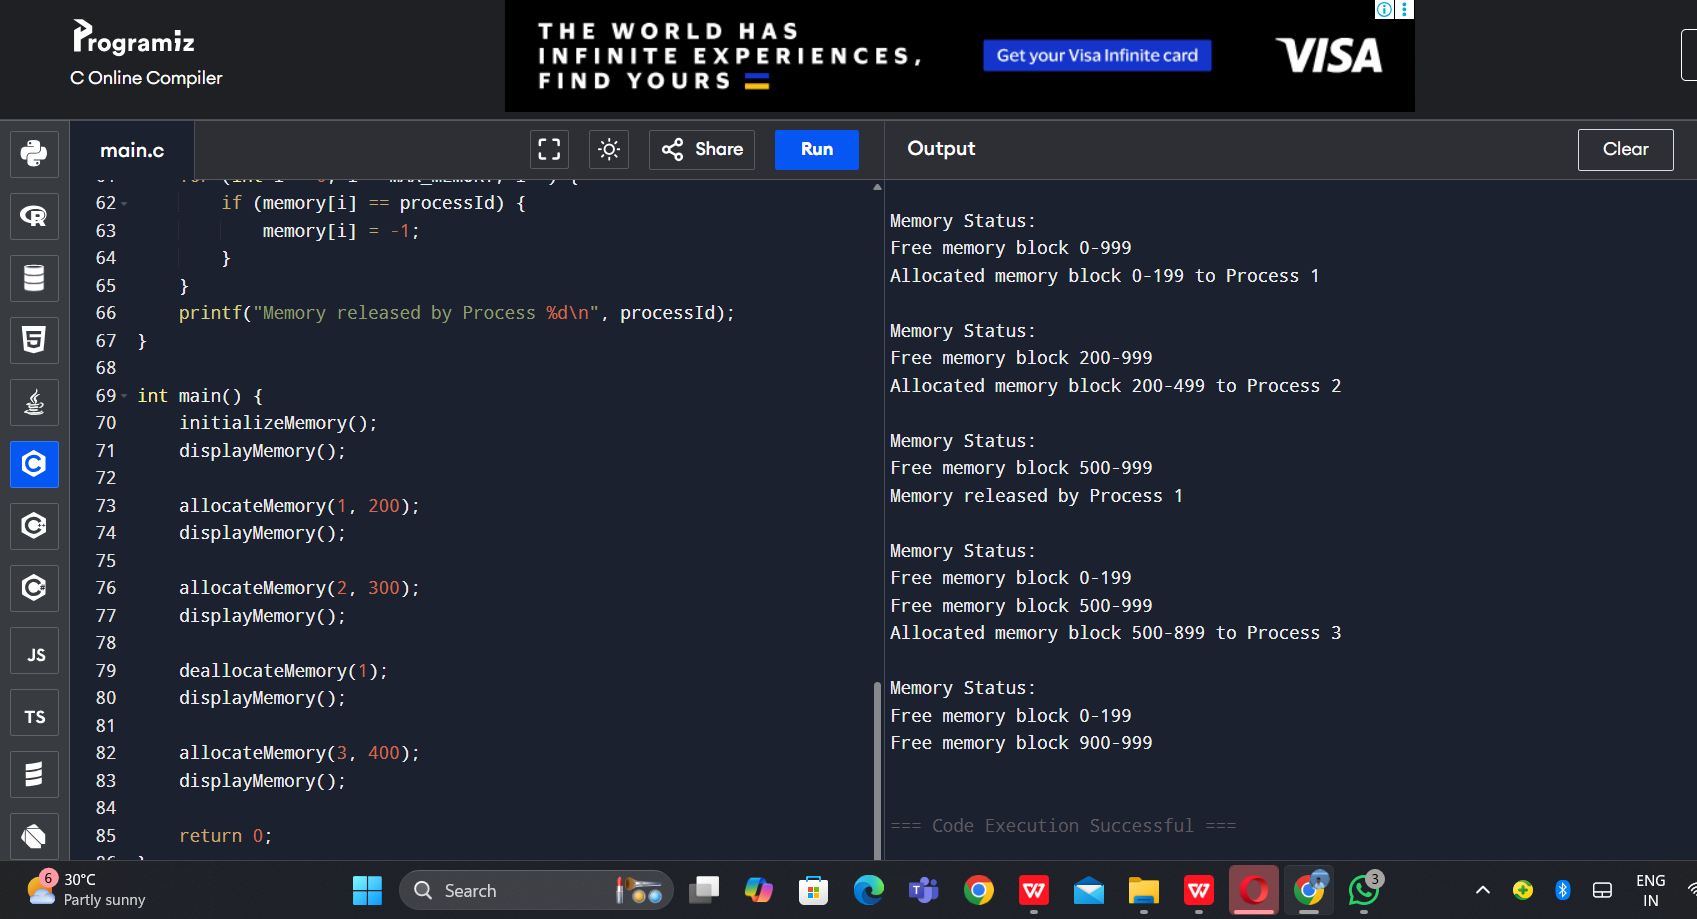 Programiz
C Online Compiler
THE WORLD HAS
INFINITE EXPERIENCES,
FIND YOURS
Get your Visa Infinite card
VISA
main.c
Share
Run
Output
Clear
62 if (memory[i] == processId) {
63 memory[i] = -1;
64 }
65 }
66 printf("Memory released by Process %d\n", processId);
67 }
68
69 int main() {
70 initializeMemory();
71 displayMemory();
72
73 allocateMemory(1, 200);
74 displayMemory();
75
76 allocateMemory(2, 300);
77 displayMemory();
78
79 deallocateMemory(1);
80 displayMemory();
81
82 allocateMemory(3, 400);
83 displayMemory();
84
85 return 0;
Memory Status:
Free memory block 0-999
Allocated memory block 0-199 to Process 1
Memory Status:
Free memory block 200-999
Allocated memory block 200-499 to Process 2
Memory Status:
Free memory block 500-999
Memory released by Process 1
Memory Status:
Free memory block 0-199
Free memory block 500-999
Allocated memory block 500-899 to Process 3
Memory Status:
Free memory block 0-199
Free memory block 900-999
=== Code Execution Successful ===
R
5
C
C
C
JS
TS
6
30°C
Partly sunny
Search
T
W
W
3
ENG
IN